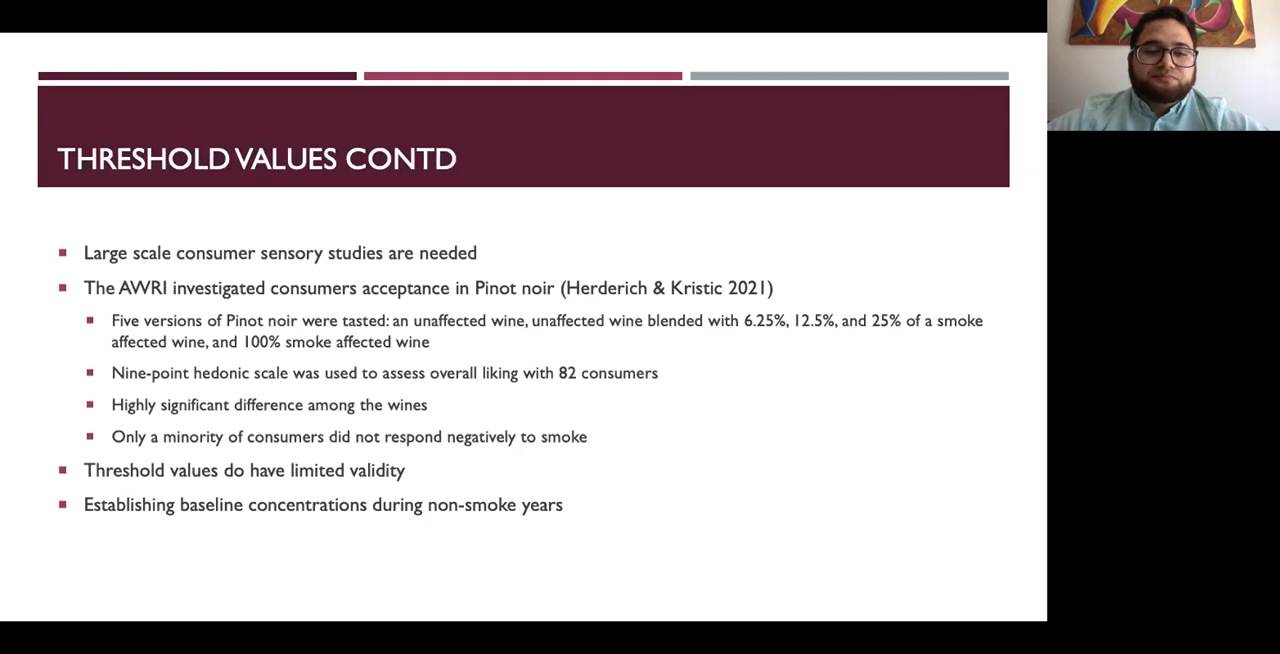 THRESHOLD VALUES CONTD
Large scale consumer sensory studies are needed
The AWRI investigated consumers acceptance in Pinot noir (Herderich & Kristic 2021)
Five versions of Pinot noir were tasted: an unaffected wine, unaffected wine blended with 6.25%, 12.5%, and 25% of a smoke
affected wine, and 100% smoke affected wine
Nine-point hedonic scale was used to assess overall liking with 82 consumers
Highly significant difference among the wines
Only a minority of consumers did not respond negatively to smoke
Threshold values do have limited validity
Establishing baseline concentrations during non-smoke years